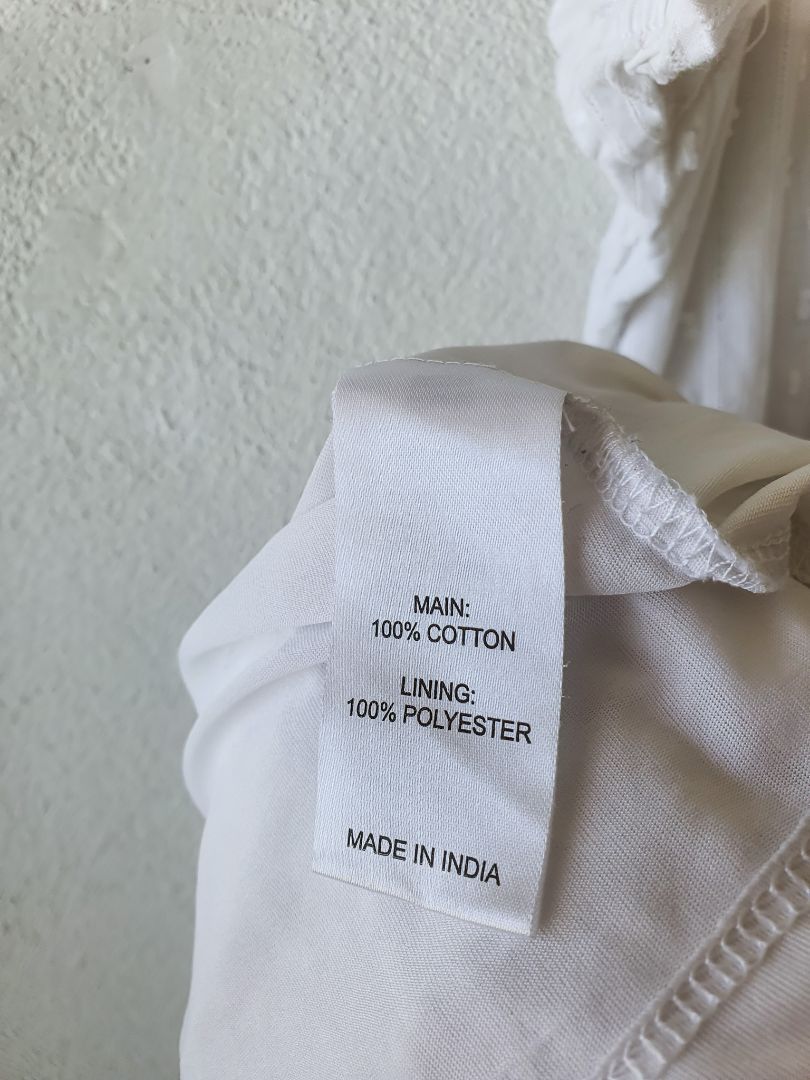 MAIN:
100% COTTON
LINING:
100% POLYESTER
MADE IN INDIA